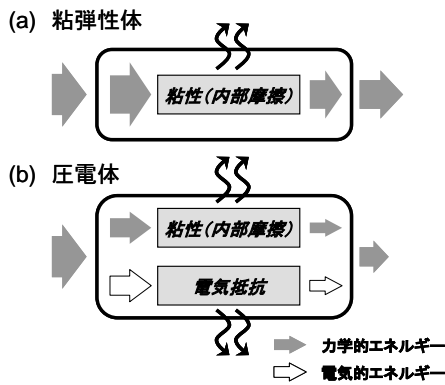 (a) 粘弾性体
粘性(内部摩擦)
(b) 圧電体
粘性(内部摩擦)
電気抵抗
力学的エネルギー
電気的エネルギー